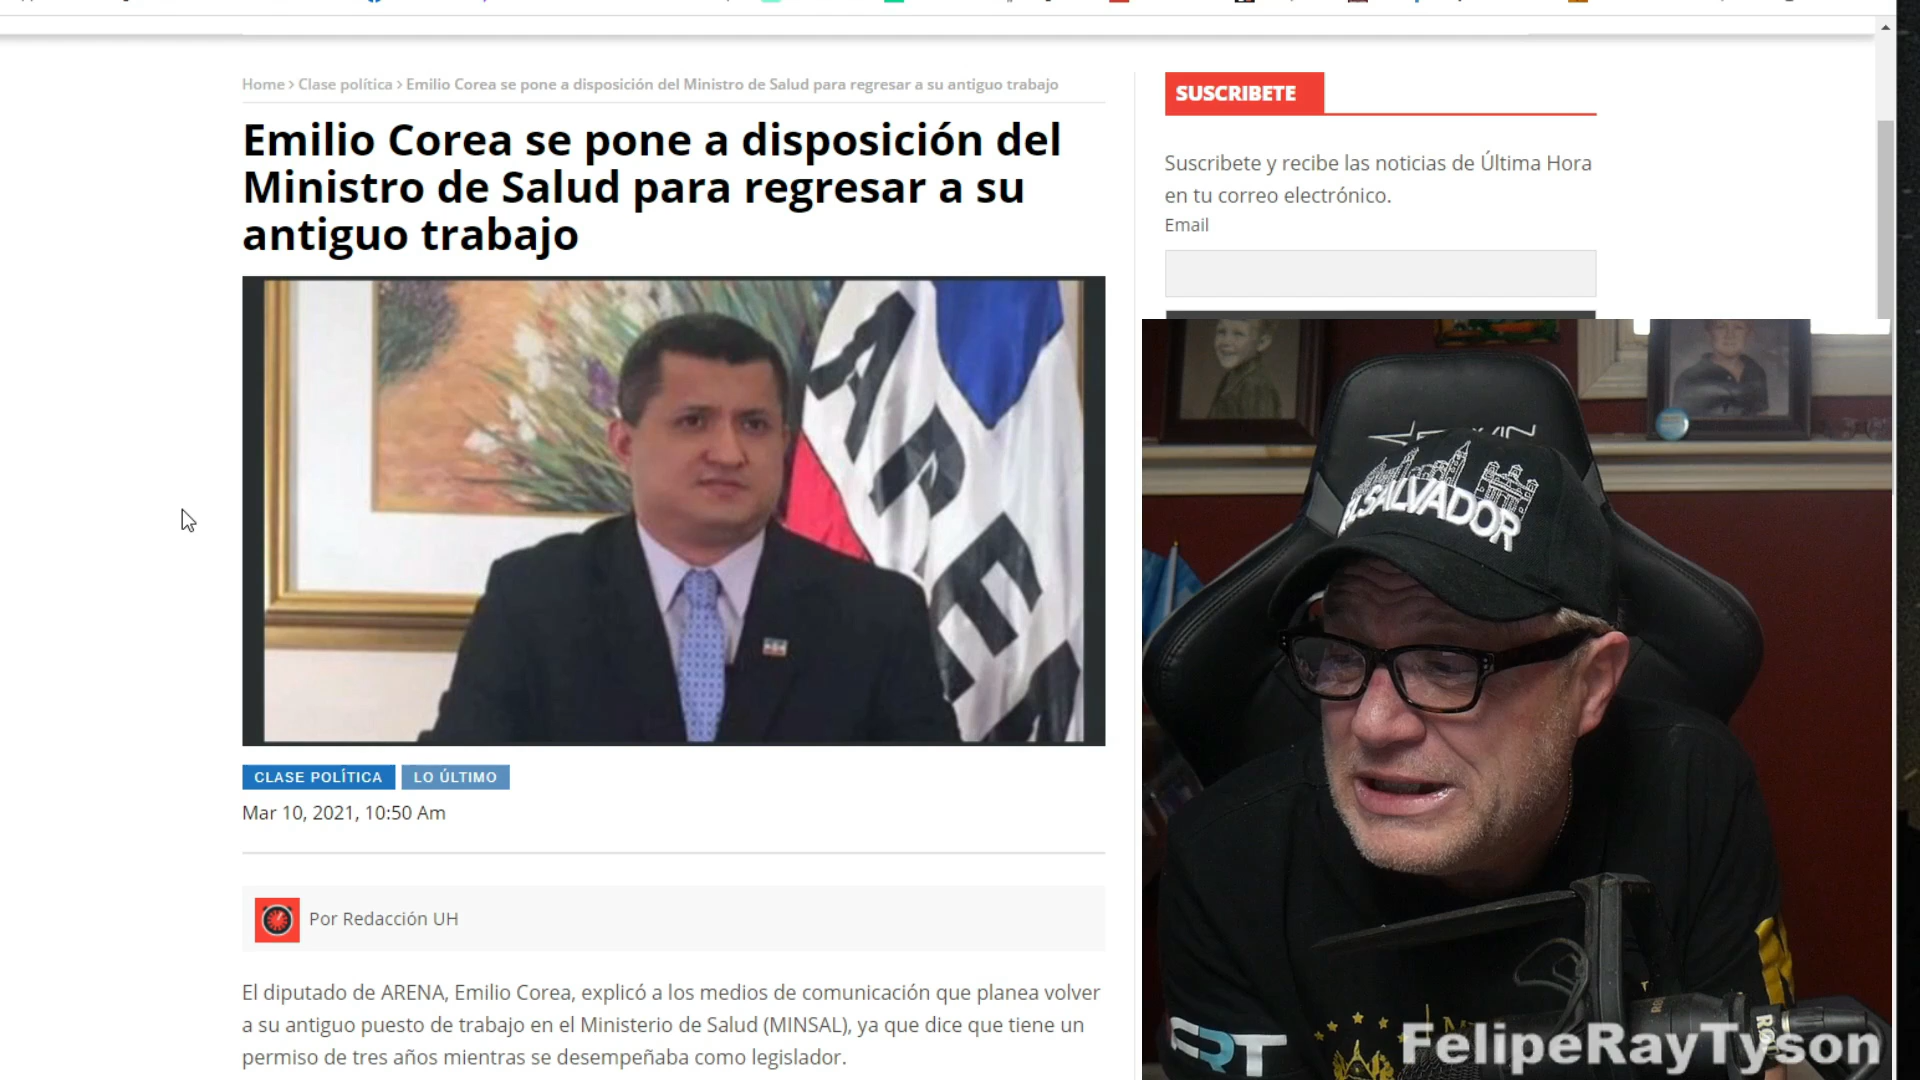 Home > Clase política > Emilio Corea se pone a disposición del Ministro de Salud para regresar a su antiguo trabajo
Emilio Corea se pone a disposición del
Ministro de Salud para regresar a su
antiguo trabajo
ARENA
CLASE POLÍTICA
LO ÚLTIMO
Mar 10, 2021, 10:50 Am
Por Redacción UH
El diputado de ARENA, Emilio Corea, explicó a los medios de comunicación que planea volver
a su antiguo puesto de trabajo en el Ministerio de Salud (MINSAL), ya que dice que tiene un
permiso de tres años mientras se desempeñaba como legislador.
SUSCRIBETE
Suscribete y recibe las noticias de Última Hora
en tu correo electrónico.
Email
EL SALVADOR
FRT
FelipeRayTyson